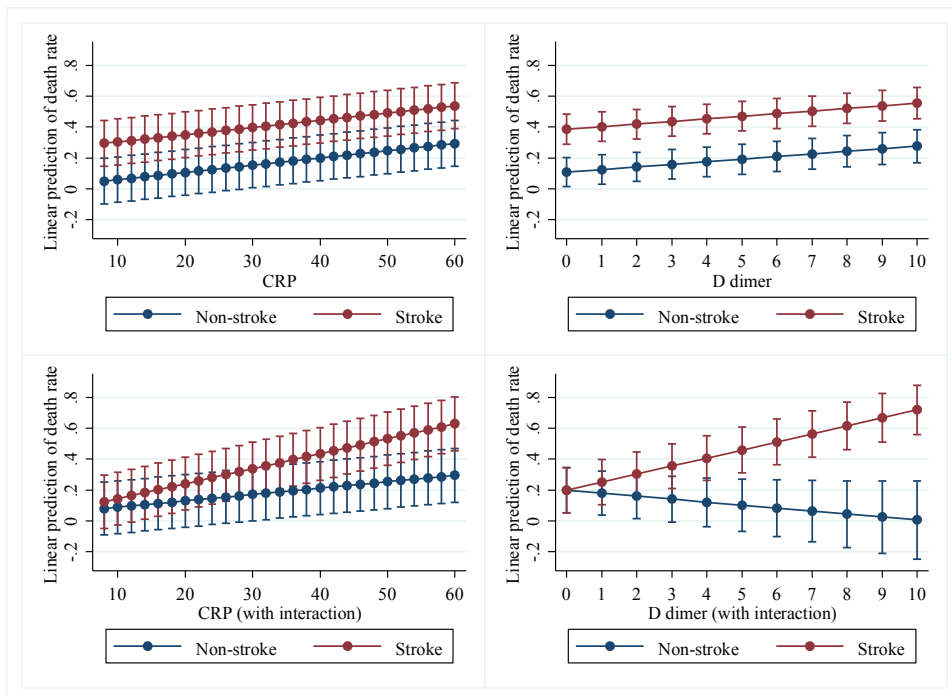 Linear prediction of death rate
.8
.6
.4
.2
0
-.2
10 20 30 40 50 60
CRP
Non-stroke Stroke
Linear prediction of death rate
.8
.6
.4
.2
0
-.2
0 1 2 3 4 5 6 7 8 9 10
D dimer
Non-stroke Stroke
Linear prediction of death rate
.8
.6
.4
.2
0
-.2
10 20 30 40 50 60
CRP (with interaction)
Non-stroke Stroke
Linear prediction of death rate
.8
.6
.4
.2
0
-.2
0 1 2 3 4 5 6 7 8 9 10
D dimer (with interaction)
Non-stroke Stroke